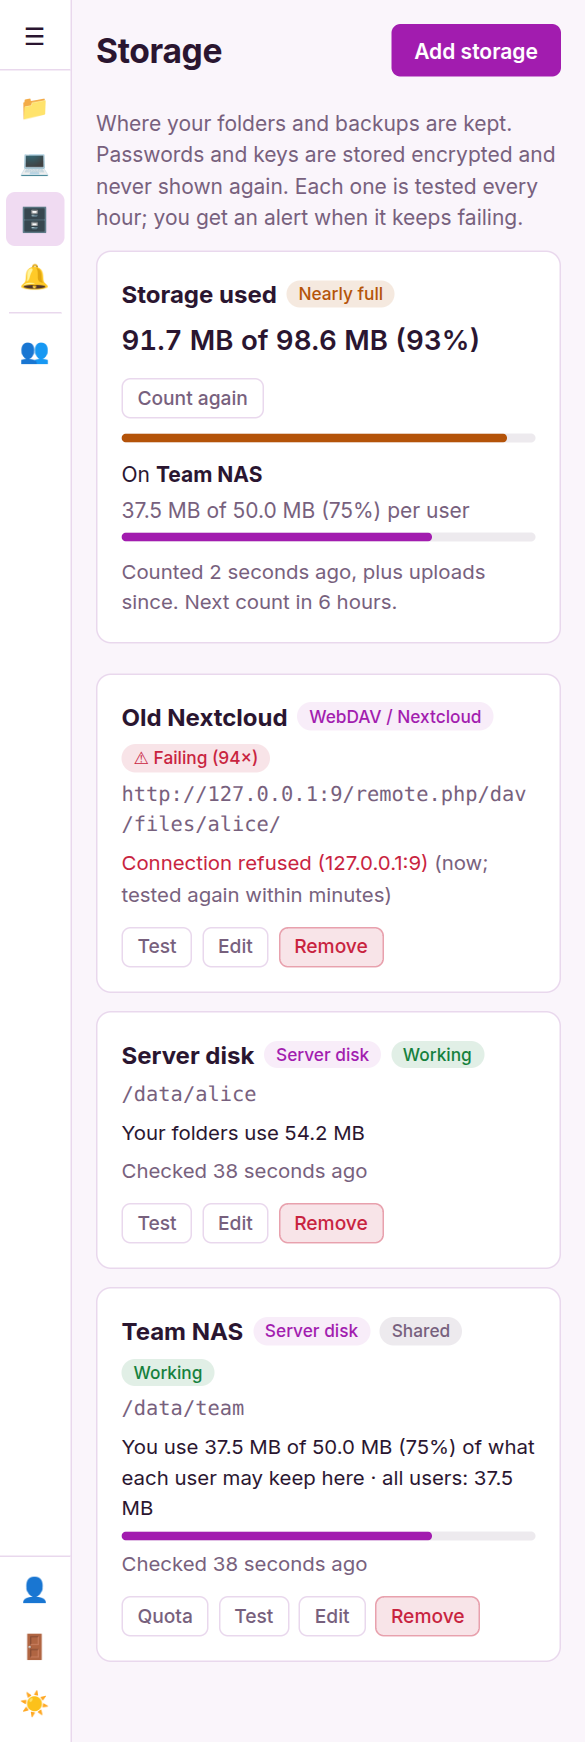 Storage
Add storage
Where your folders and backups are kept.
Passwords and keys are stored encrypted and
never shown again. Each one is tested every
hour; you get an alert when it keeps failing.
Storage used
Nearly full
91.7 MB of 98.6 MB (93%)
Count again
On Team NAS
37.5 MB of 50.0 MB (75%) per user
Counted 2 seconds ago, plus uploads
since. Next count in 6 hours.
Old Nextcloud
WebDAV / Nextcloud
⚠ Failing (94×)
http://127.0.0.1:9/remote.php/dav
/files/alice/
Connection refused (127.0.0.1:9) (now;
tested again within minutes)
Test
Edit
Remove
Server disk
Server disk
Working
/data/alice
Your folders use 54.2 MB
Checked 38 seconds ago
Test
Edit
Remove
Team NAS
Server disk
Shared
Working
/data/team
You use 37.5 MB of 50.0 MB (75%) of what
each user may keep here · all users: 37.5
MB
Checked 38 seconds ago
Quota
Test
Edit
Remove